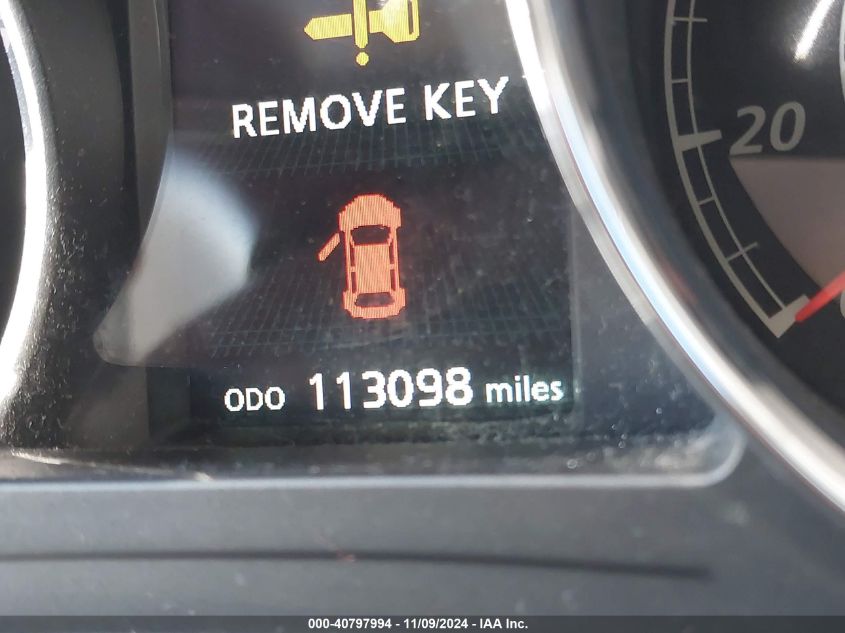 REMOVE KEY
20
ODO 113098 miles
000-40797994 - 11/09/2024 - IAA Inc.